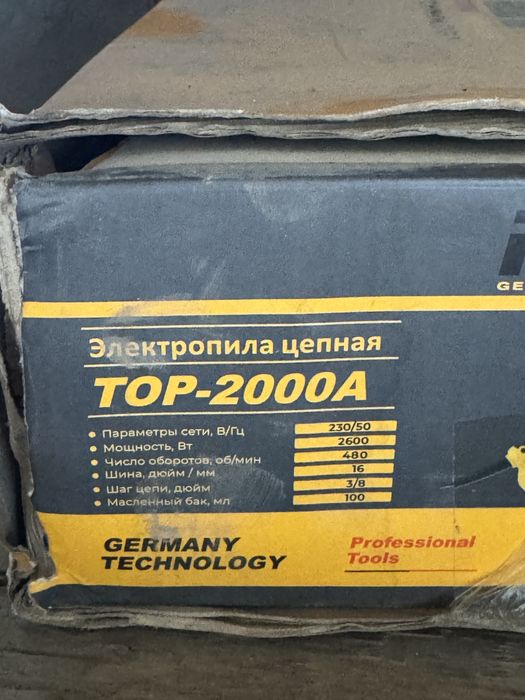 GE
Электропила цепная
TOP-2000A
• Параметры сети, В/Гц 230/50
• Мощность, Вт 2600
• Число оборотов, об/мин 480
• Шина, дюйм / мм 16
• Шаг цепи, дюйм 3/8
• Масленный бак, мл 100
GERMANY
TECHNOLOGY
Professional
Tools